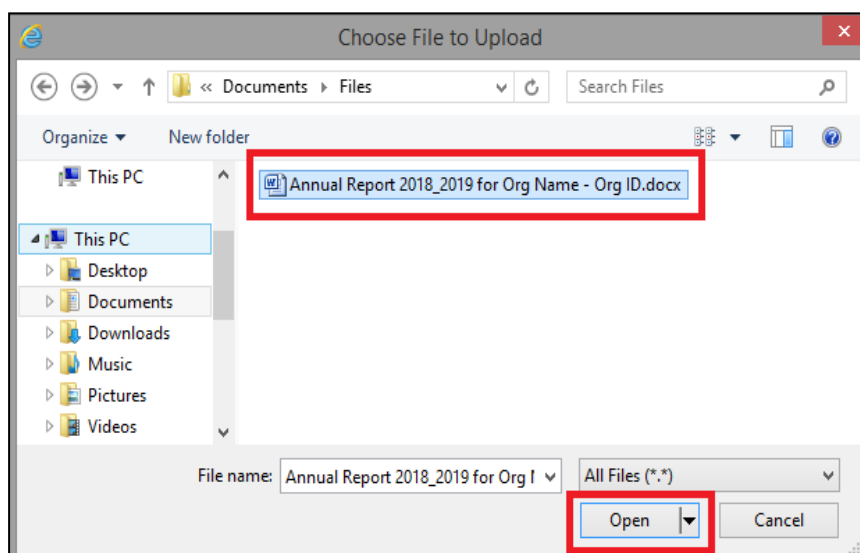 Choose File to Upload
« Documents Files
Search Files
Organize
New folder
This PC
Annual Report 2018_2019 for Org Name - Org ID.docx
This PC
Desktop
Documents
Downloads
Music
Pictures
Videos
File name: Annual Report 2018_2019 for Org
All Files (*.*)
Open
Cancel